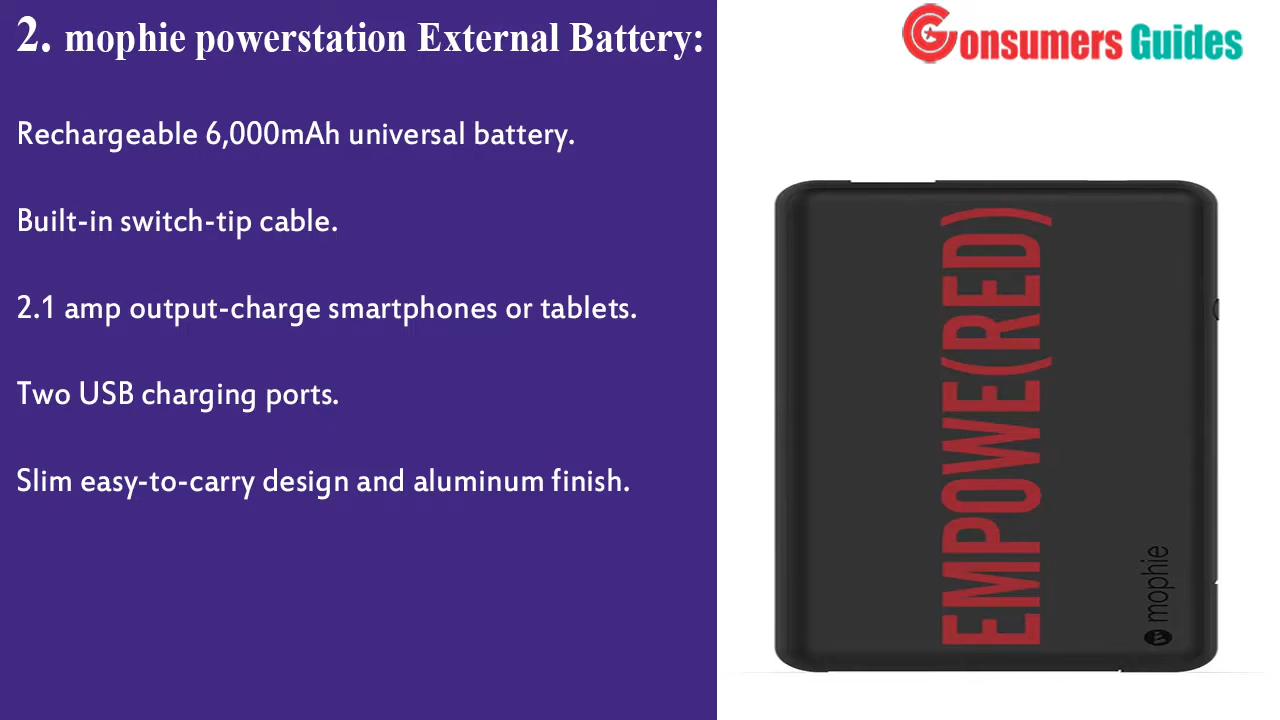 2. mophie powerstation External Battery:
Consumers Guides
Rechargeable 6,000mAh universal battery.
Built-in switch-tip cable.
2.1 amp output-charge smartphones or tablets.
Two USB charging ports.
Slim easy-to-carry design and aluminum finish.
EMPOWE(RED)
mophie